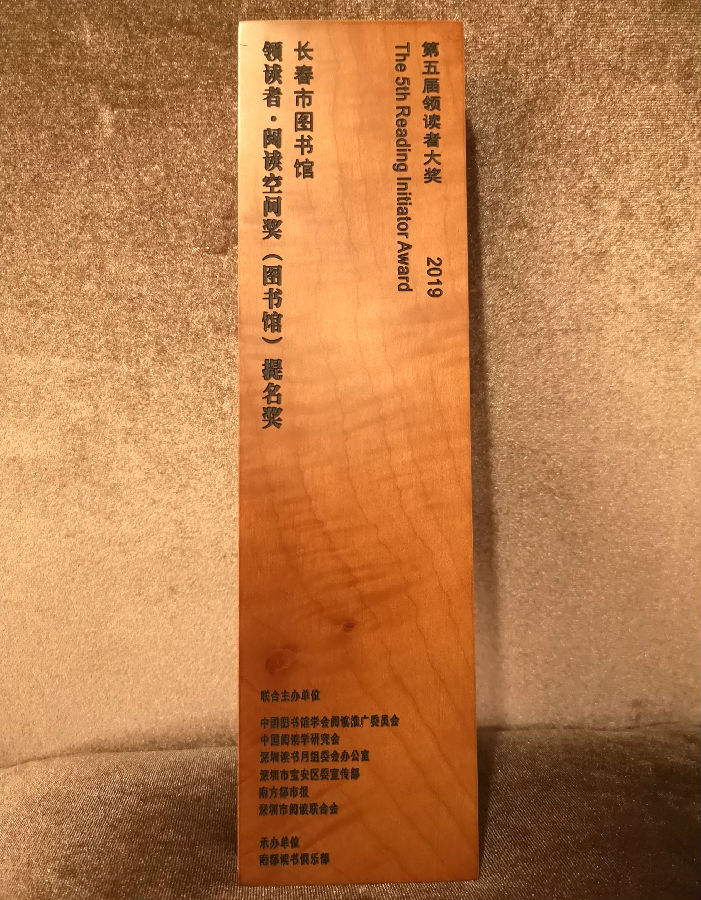 第五届领读者大奖 2019
The 5th Reading Initiator Award
长春市图书馆
领读者·阅读空间奖（图书馆）提名奖
联合主办单位
中国图书馆学会阅读推广委员会
中国阅读学研究会
深圳读书月组委会办公室
深圳市宝安区委宣传部
南方都市报
深圳市阅读联合会
承办单位
南都读书俱乐部